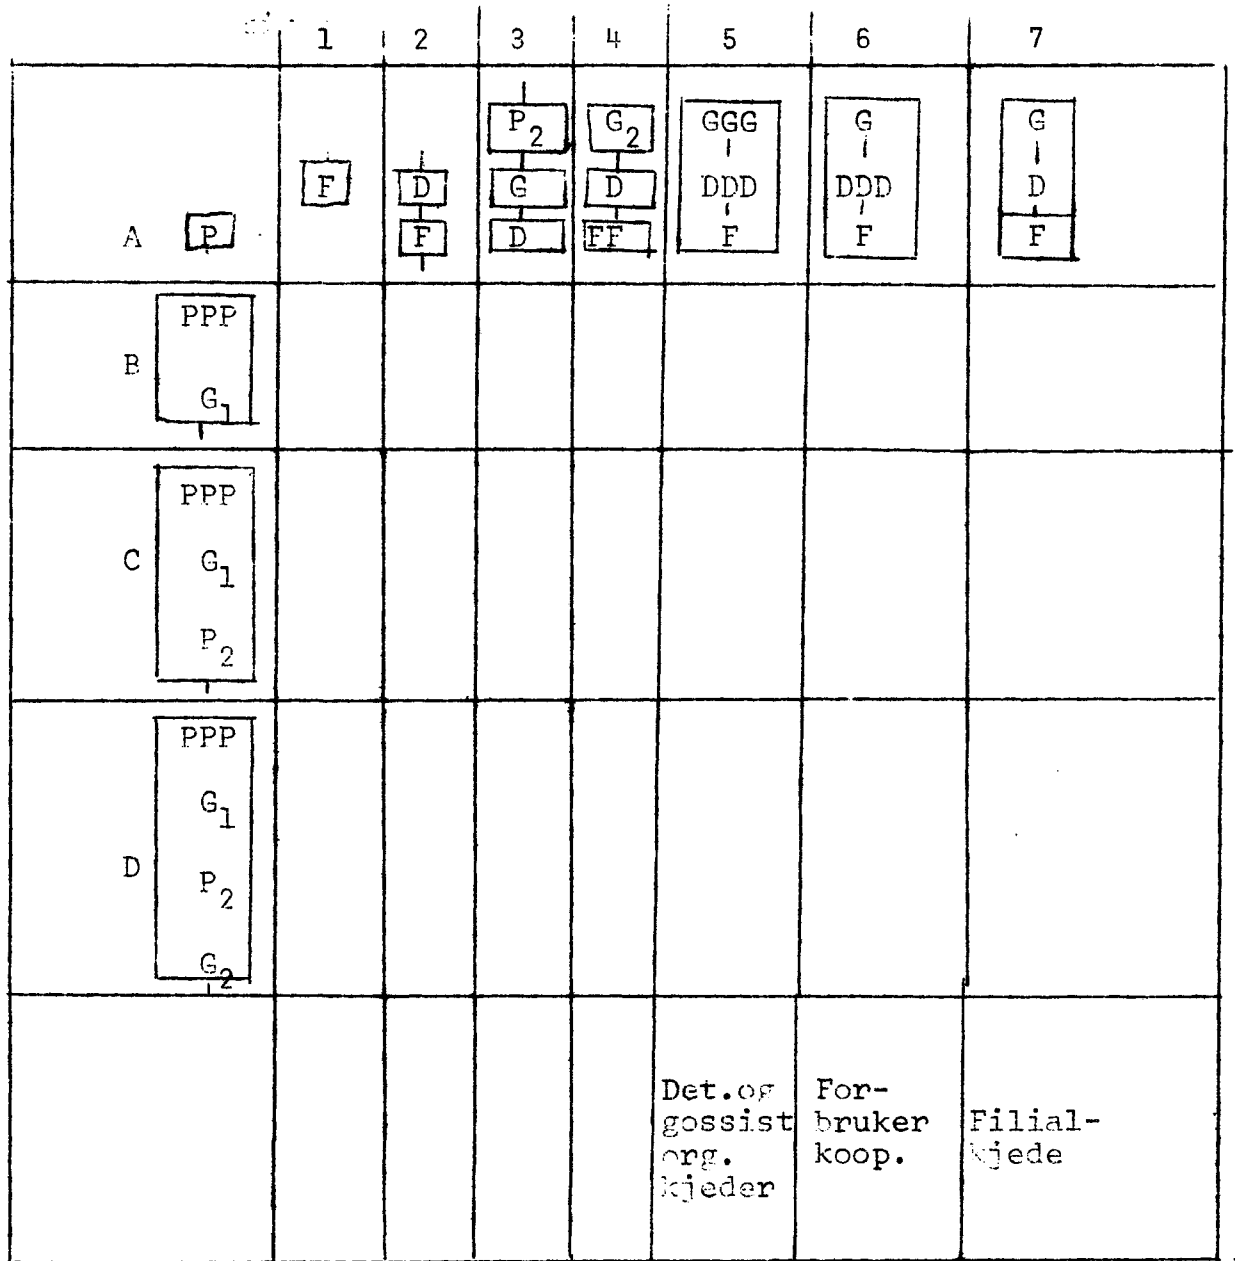 1 2 3 4 5 6 7
P2 G2 GGG G G
F D G D DDD DDD D
A P F D FF F F F
PPP
B
G1
PPP
C G1
P2
PPP
G1
D P2
G2
Det.og For-
gossist bruker Filial-
org. koop. kjede
kjeder